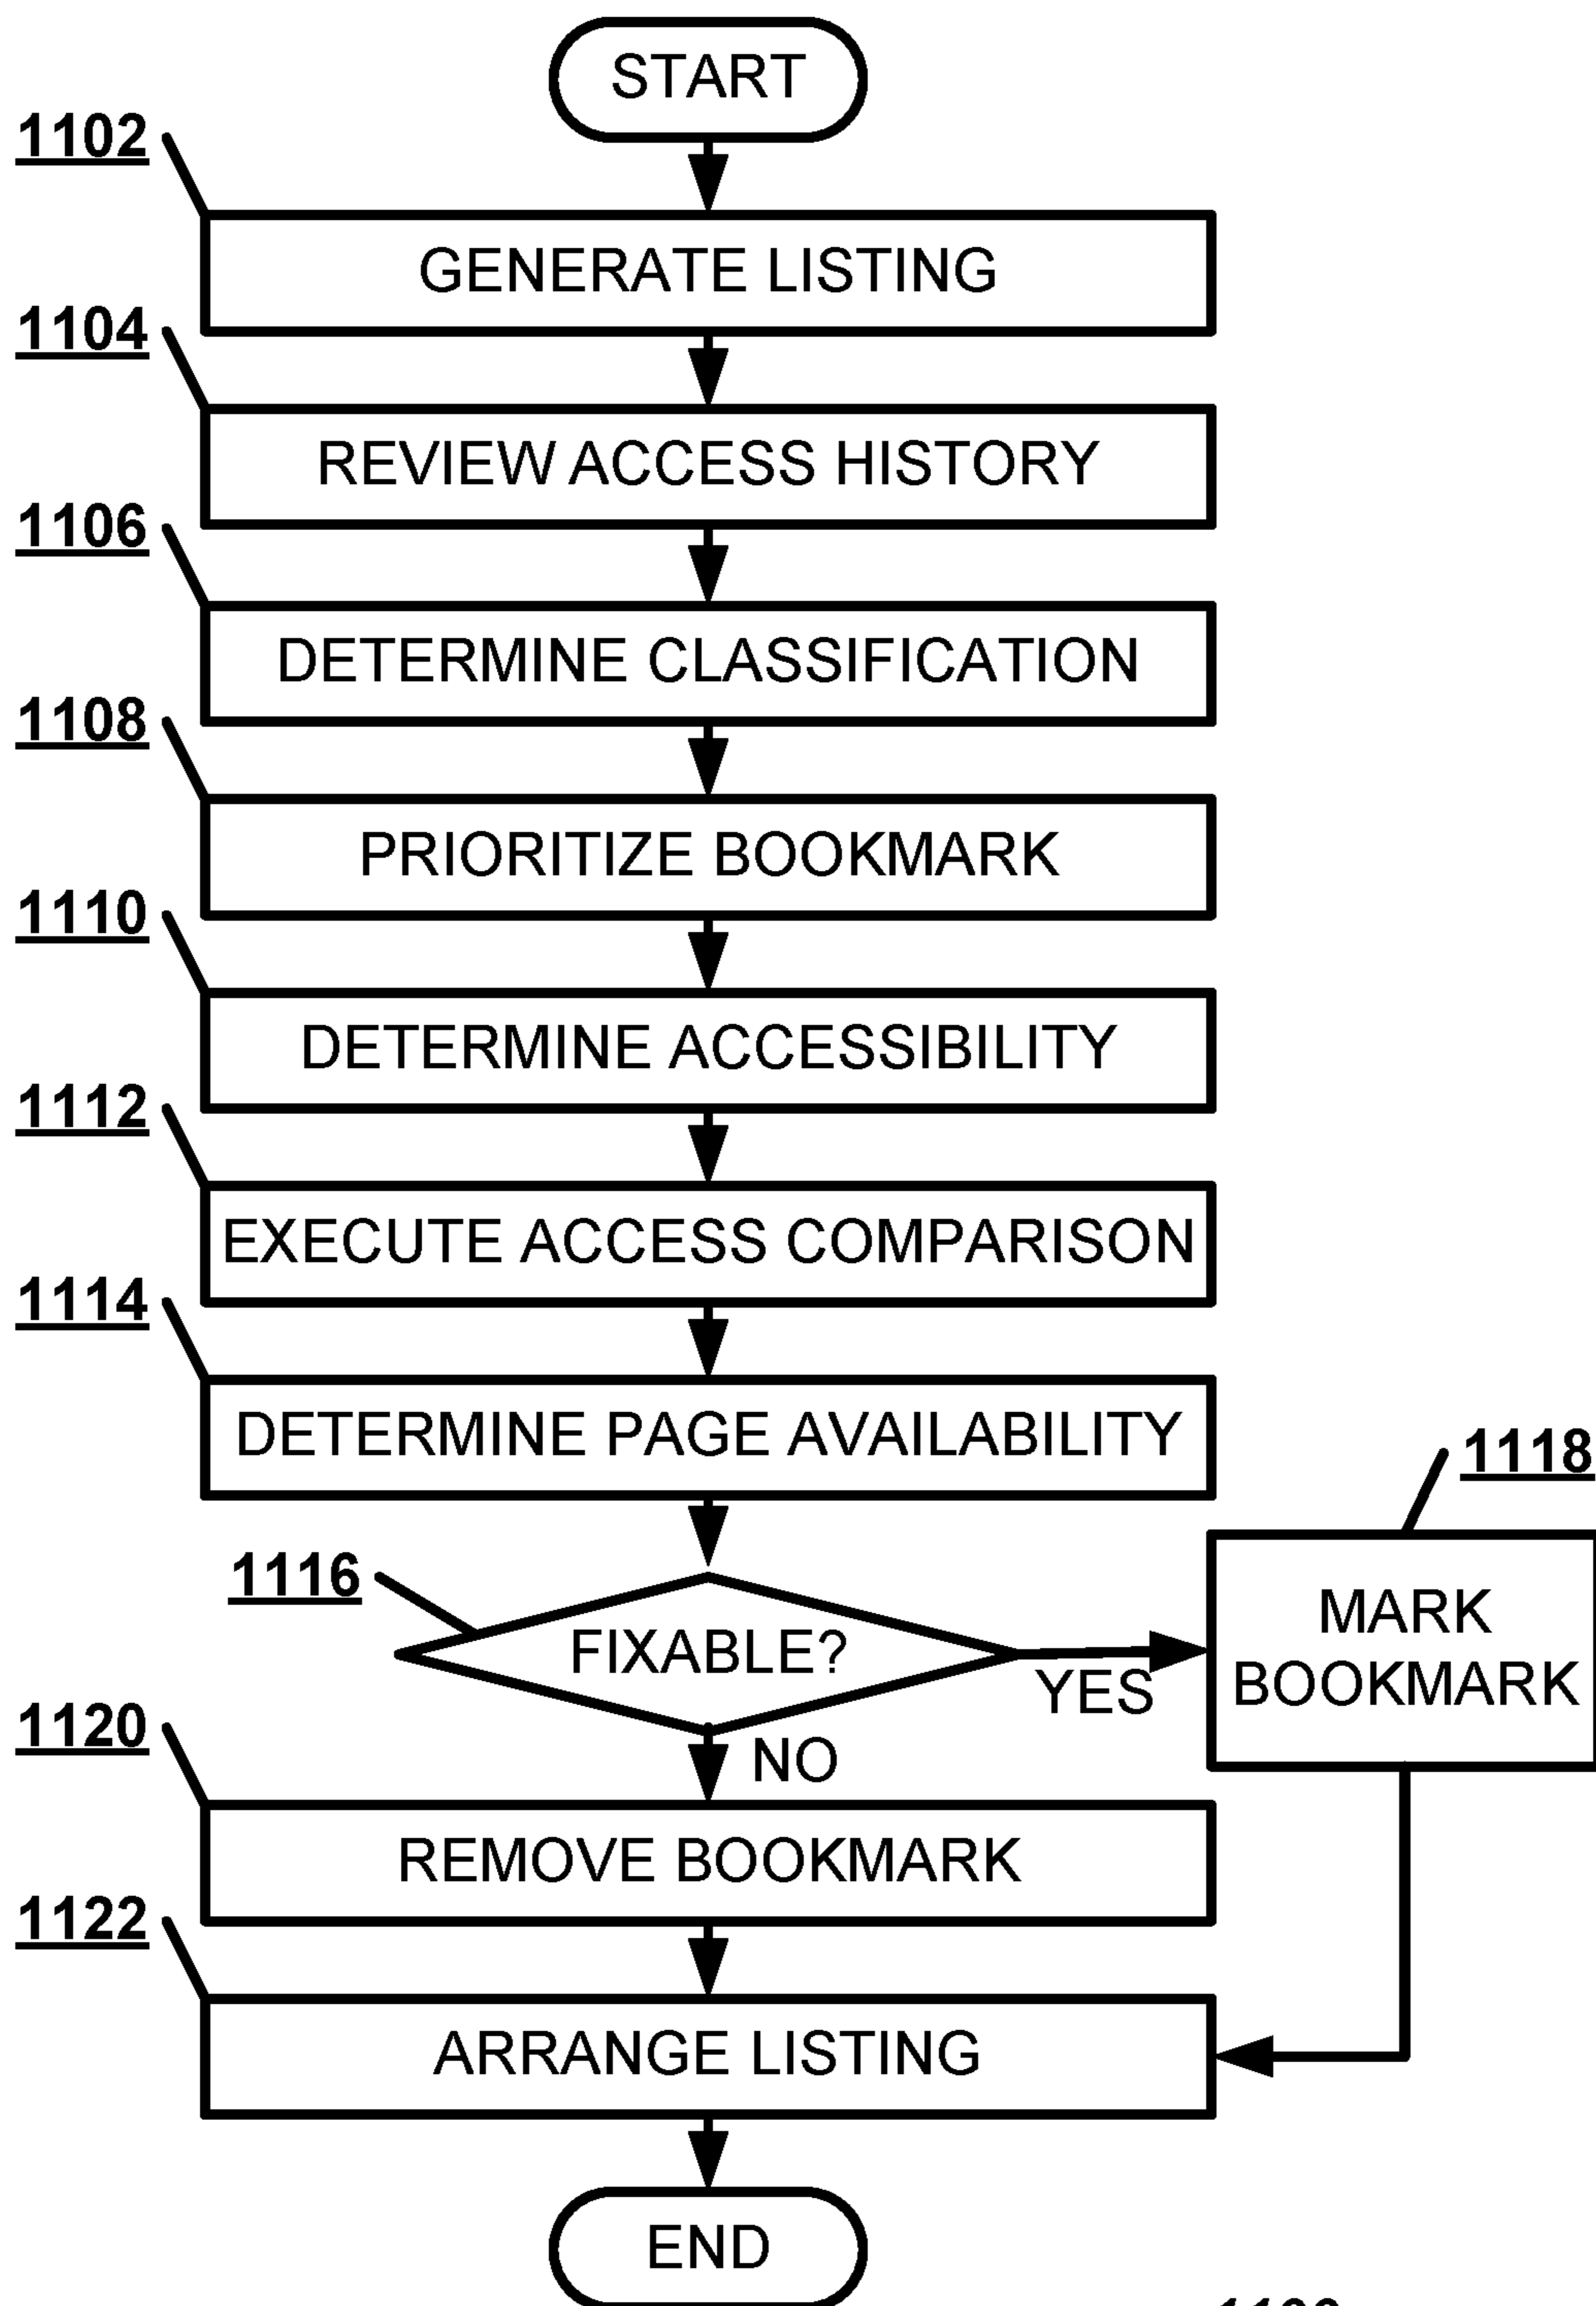 START
1102
GENERATE LISTING
1104
REVIEW ACCESS HISTORY
1106
DETERMINE CLASSIFICATION
1108
PRIORITIZE BOOKMARK
1110
DETERMINE ACCESSIBILITY
1112
EXECUTE ACCESS COMPARISON
1114
DETERMINE PAGE AVAILABILITY
1116
FIXABLE?
YES
1118
MARK
BOOKMARK
NO
1120
REMOVE BOOKMARK
1122
ARRANGE LISTING
END